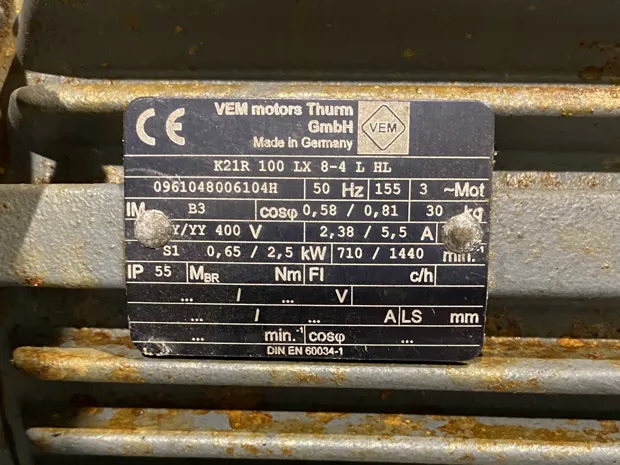 CE
VEM motors Thurm
GmbH
Made in Germany
VEM
K21R 100 LX 8-4 L HL
0961048006104H 50 Hz 155 3 ~Mot
IM B3 cosφ 0,58 / 0,81 30 kg
Y/YY 400 V 2,38 / 5,5 A
S1 0,65 / 2,5 kW 710 / 1440 min.-1
IP 55 MBR Nm Fl c/h
... / ... V
... / ... A LS mm
... min.-1 cosφ ...
DIN EN 60034-1